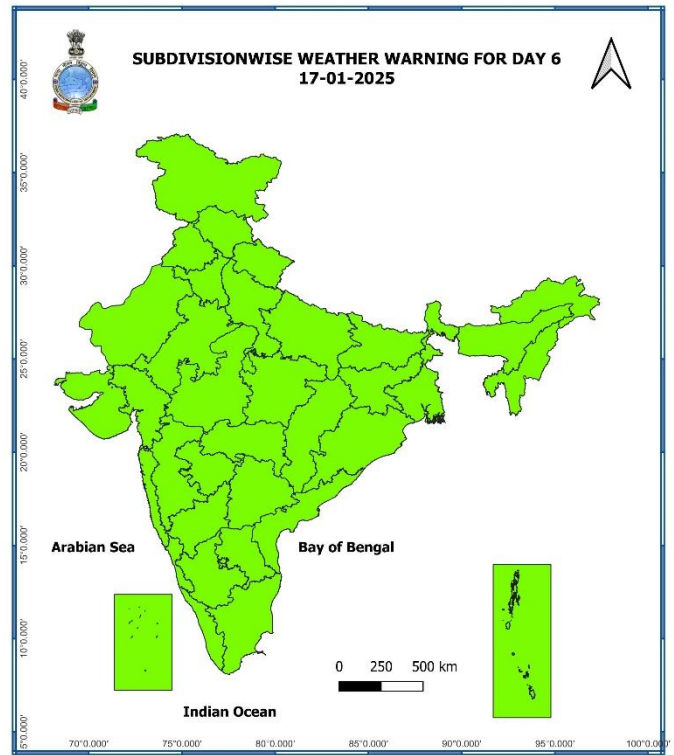 SUBDIVISIONWISE WEATHER WARNING FOR DAY 6
17-01-2025
40°0.000'
35°0.000'
30°0.000'
25°0.000'
20°0.000'
15°0.000'
10°0.000'
5°0.000'
Arabian Sea
Bay of Bengal
0 250 500 km
Indian Ocean
70°0.000' 75°0.000' 80°0.000' 85°0.000' 90°0.000' 95°0.000' 100°0.000'